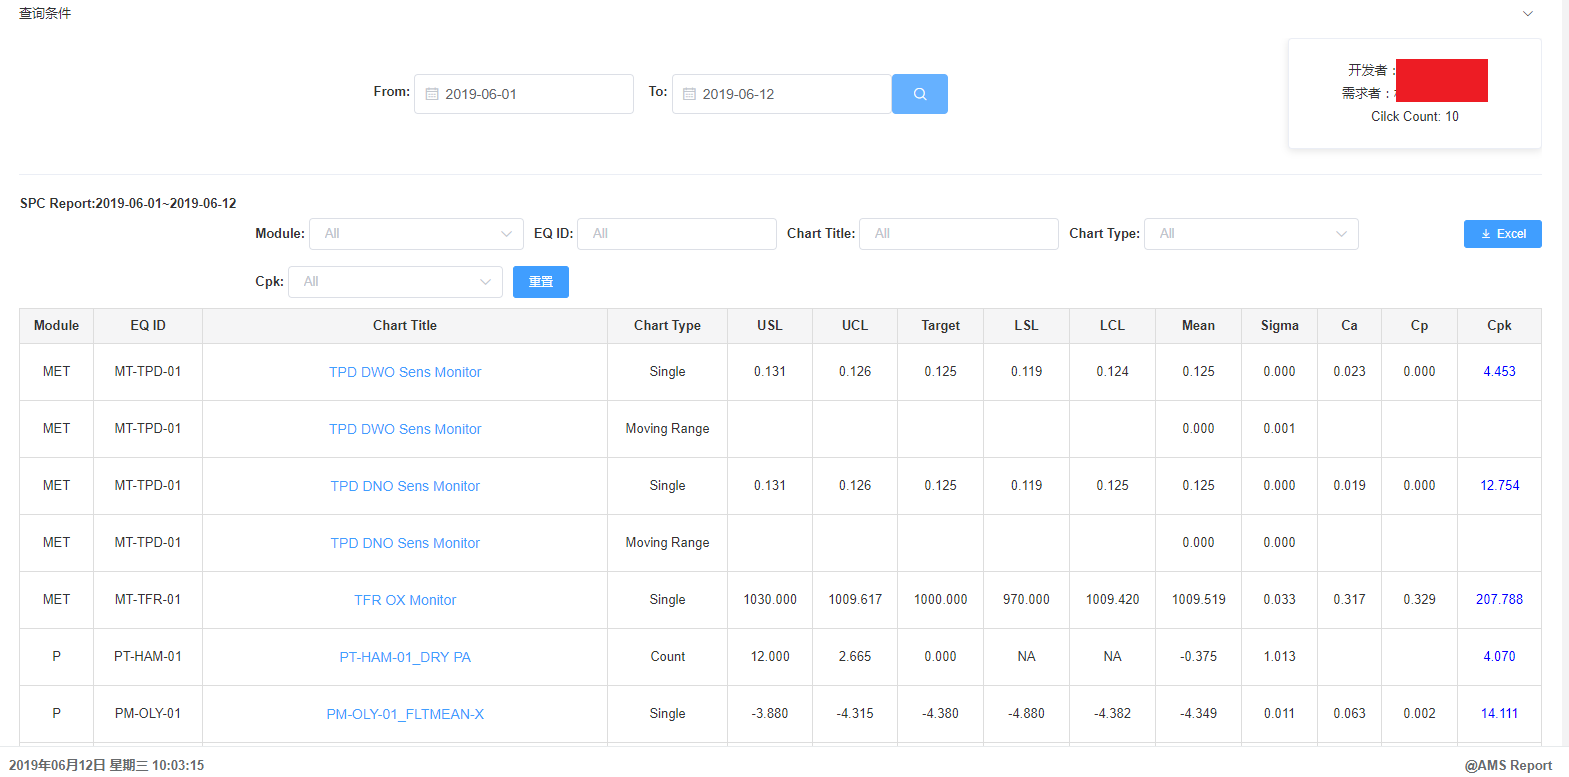 查询条件
From: 2019-06-01 To: 2019-06-12
开发者：
需求者：
Cilck Count: 10
SPC Report:2019-06-01~2019-06-12
Module: All EQ ID: All Chart Title: All Chart Type: All Excel
Cpk: All 重置
Module EQ ID Chart Title Chart Type USL UCL Target LSL LCL Mean Sigma Ca Cp Cpk
MET MT-TPD-01 TPD DWO Sens Monitor Single 0.131 0.126 0.125 0.119 0.124 0.125 0.000 0.023 0.000 4.453
MET MT-TPD-01 TPD DWO Sens Monitor Moving Range 0.000 0.001
MET MT-TPD-01 TPD DNO Sens Monitor Single 0.131 0.126 0.125 0.119 0.125 0.125 0.000 0.019 0.000 12.754
MET MT-TPD-01 TPD DNO Sens Monitor Moving Range 0.000 0.000
MET MT-TFR-01 TFR OX Monitor Single 1030.000 1009.617 1000.000 970.000 1009.420 1009.519 0.033 0.317 0.329 207.788
P PT-HAM-01 PT-HAM-01_DRY PA Count 12.000 2.665 0.000 NA NA -0.375 1.013 4.070
P PM-OLY-01 PM-OLY-01_FLTMEAN-X Single -3.880 -4.315 -4.380 -4.880 -4.382 -4.349 0.011 0.063 0.002 14.111
2019年06月12日 星期三 10:03:15 @AMS Report